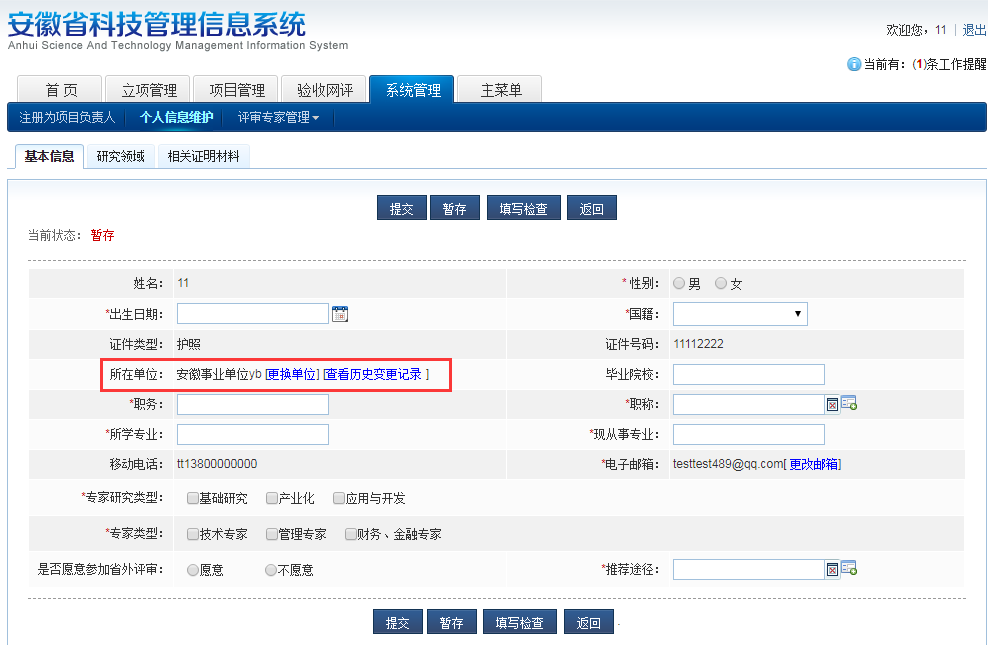 安徽省科技管理信息系统
Anhui Science And Technology Management Information System
欢迎您，11 | 退出
当前有：(1)条工作提醒
首 页 立项管理 项目管理 验收网评 系统管理 主菜单
注册为项目负责人 个人信息维护 评审专家管理
基本信息 研究领域 相关证明材料
提交 暂存 填写检查 返回
当前状态： 暂存
姓名： 11 *性别： 男 女
*出生日期： *国籍：
证件类型： 护照 证件号码： 11112222
所在单位： 安徽事业单位yb [更换单位] [查看历史变更记录 ] 毕业院校：
*职务： *职称：
*所学专业： *现从事专业：
移动电话： tt13800000000 *电子邮箱： testtest489@qq.com[ 更改邮箱]
*专家研究类型： 基础研究 产业化 应用与开发
*专家类型： 技术专家 管理专家 财务、金融专家
是否愿意参加省外评审： 愿意 不愿意 *推荐途径：
提交 暂存 填写检查 返回 .